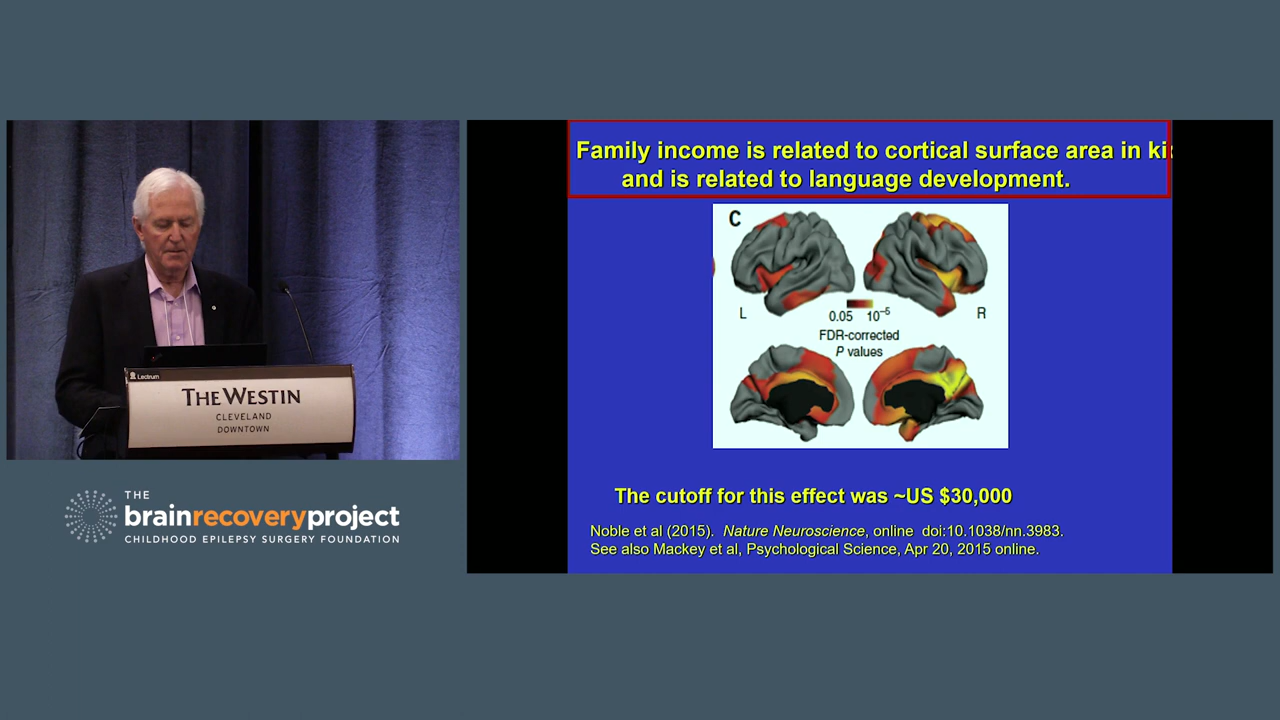 Lectrum
THE WESTIN
CLEVELAND
DOWNTOWN
THE
brainrecoveryproject
CHILDHOOD EPILEPSY SURGERY FOUNDATION
Family income is related to cortical surface area in ki
and is related to language development.
C
L
R
0.05 10⁻⁵
FDR-corrected
P values
The cutoff for this effect was ~US $30,000
Noble et al (2015). Nature Neuroscience, online doi:10.1038/nn.3983.
See also Mackey et al, Psychological Science, Apr 20, 2015 online.